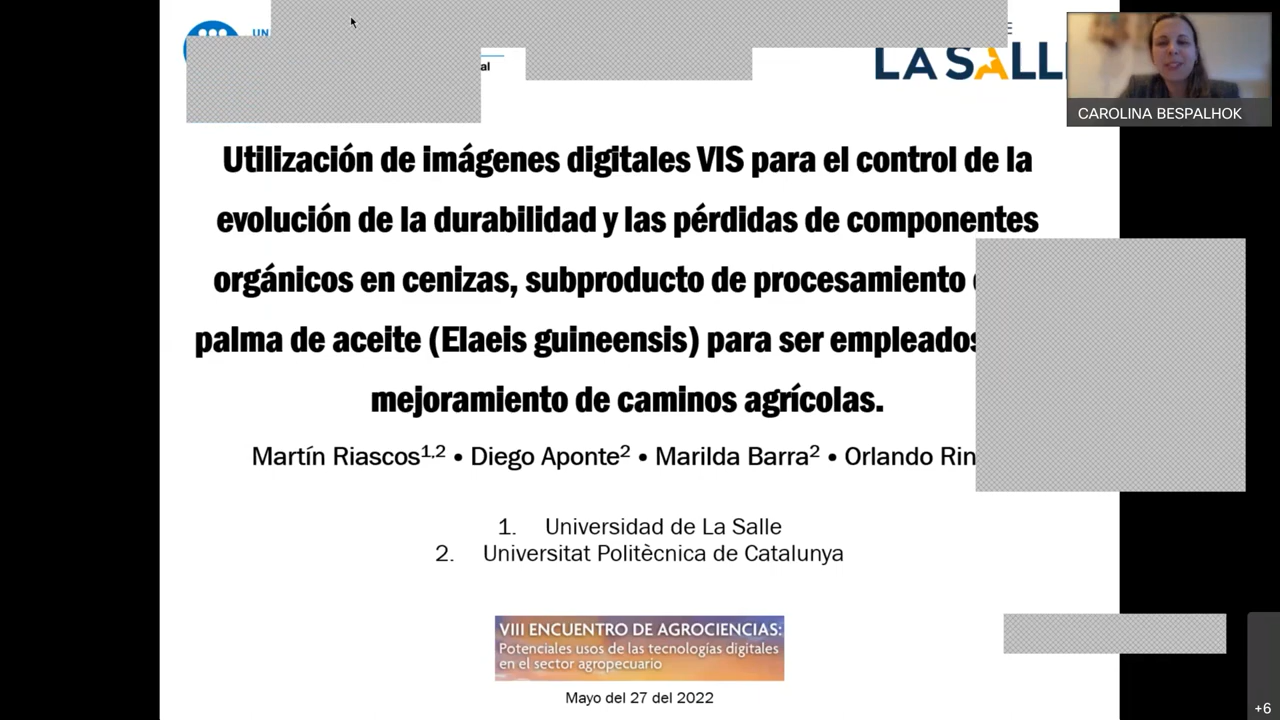 LA SALL
CAROLINA BESPALHOK
Utilización de imágenes digitales VIS para el control de la
evolución de la durabilidad y las pérdidas de componentes
orgánicos en cenizas, subproducto de procesamiento
palma de aceite (Elaeis guineensis) para ser empleados
mejoramiento de caminos agrícolas.
Martín Riascos1,2 • Diego Aponte2 • Marilda Barra2 • Orlando Rin
1. Universidad de La Salle
2. Universitat Politècnica de Catalunya
VIII ENCUENTRO DE AGROCIENCIAS:
Potenciales usos de las tecnologías digitales
en el sector agropecuario
Mayo del 27 del 2022
+6